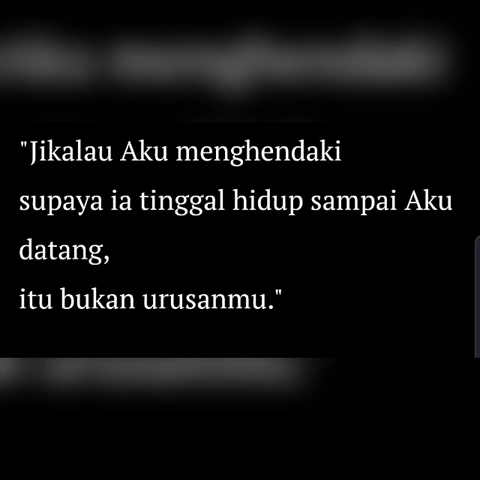 "Jikalau Aku menghendaki
supaya ia tinggal hidup sampai Aku
datang,
itu bukan urusanmu."